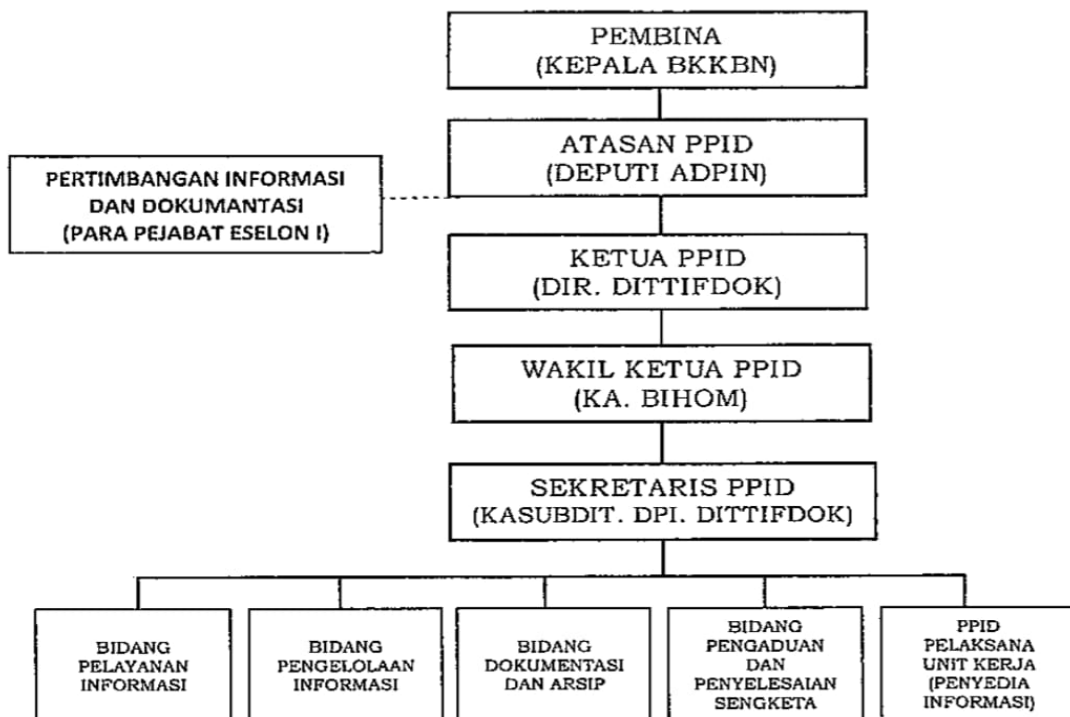 PEMBINA
(KEPALA BKKBN)
ATASAN PPID
(DEPUTI ADPIN)
PERTIMBANGAN INFORMASI
DAN DOKUMANTASI
(PARA PEJABAT ESELON I)
KETUA PPID
(DIR. DITTIFDOK)
WAKIL KETUA PPID
(KA. BIHOM)
SEKRETARIS PPID
(KASUBDIT. DPI. DITTIFDOK)
BIDANG
PELAYANAN
INFORMASI
BIDANG
PENGELOLAAN
INFORMASI
BIDANG
DOKUMENTASI
DAN ARSIP
BIDANG
PENGADUAN
DAN
PENYELESAIAN
SENGKETA
PPID
PELAKSANA
UNIT KERJA
(PENYEDIA
INFORMASI)